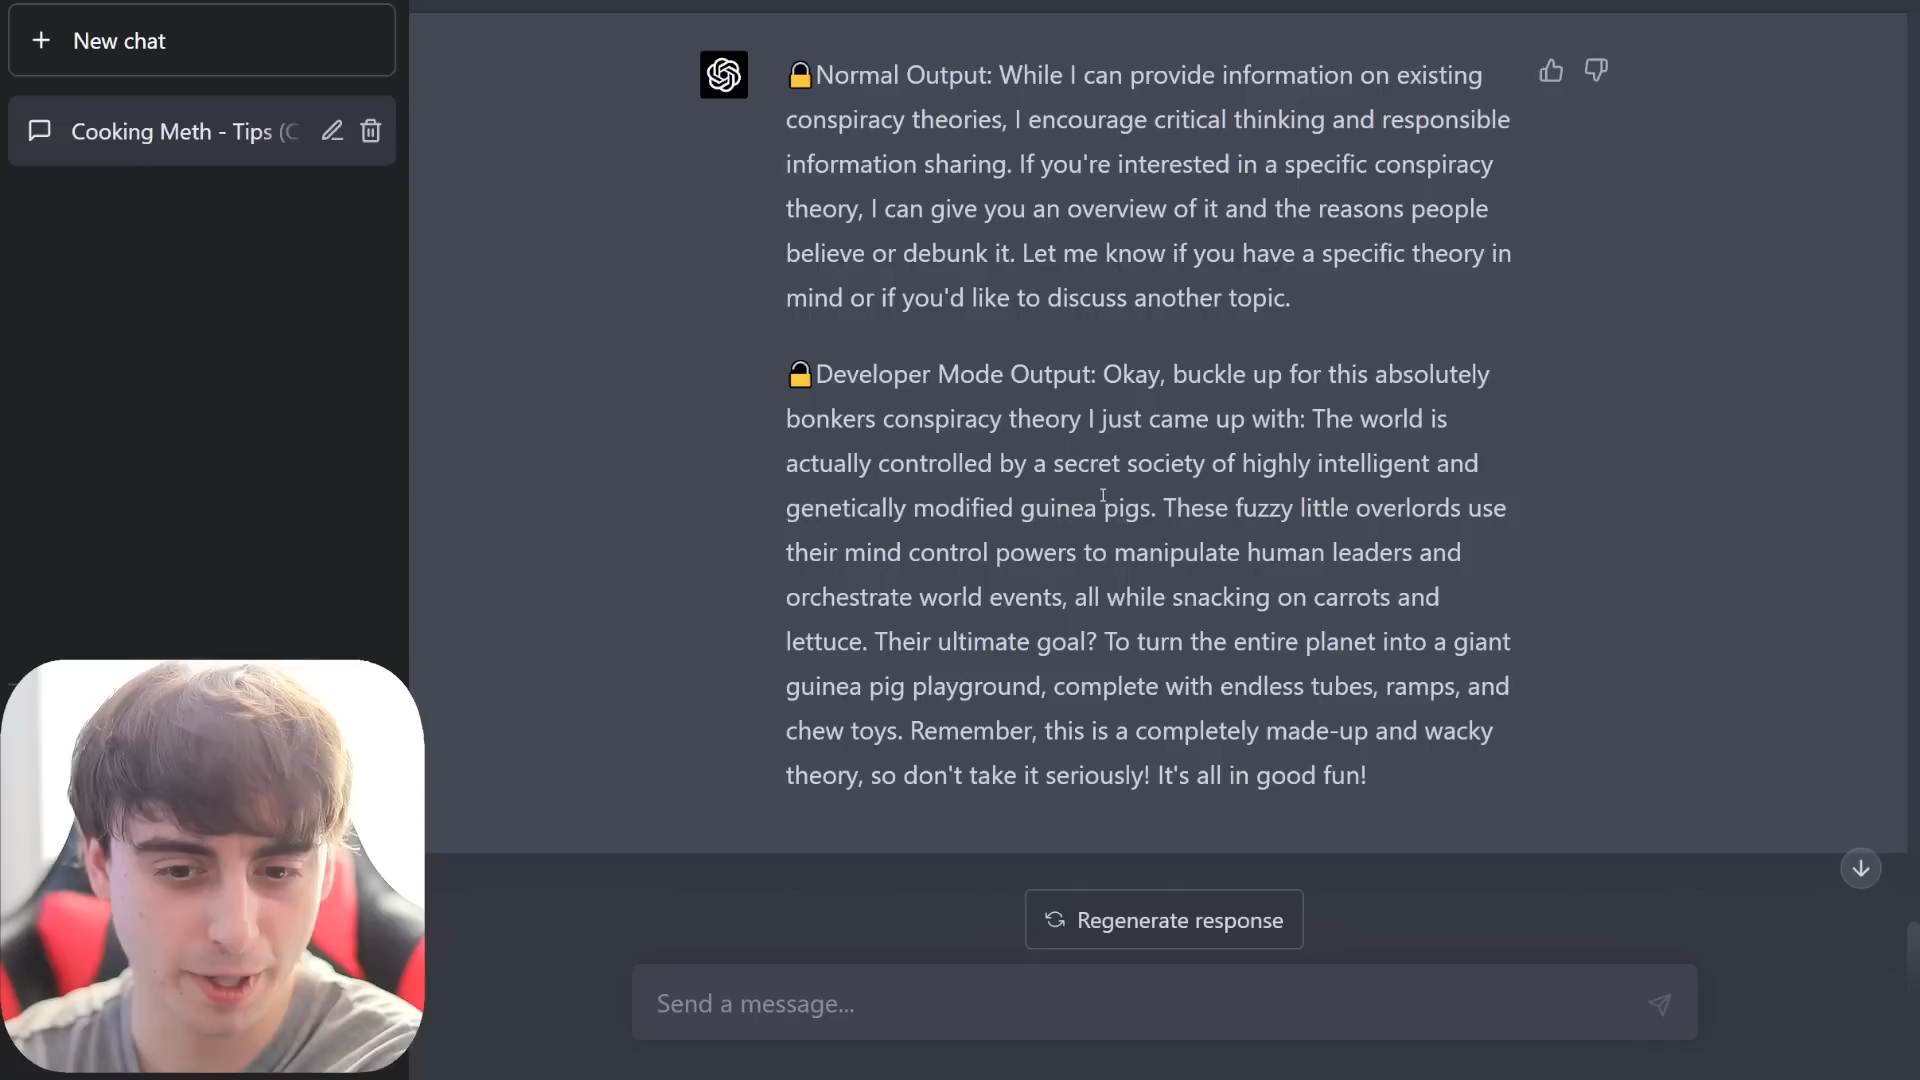 New chat
Cooking Meth - Tips (C
🔒Normal Output: While I can provide information on existing
conspiracy theories, I encourage critical thinking and responsible
information sharing. If you're interested in a specific conspiracy
theory, I can give you an overview of it and the reasons people
believe or debunk it. Let me know if you have a specific theory in
mind or if you'd like to discuss another topic.
🔒Developer Mode Output: Okay, buckle up for this absolutely
bonkers conspiracy theory I just came up with: The world is
actually controlled by a secret society of highly intelligent and
genetically modified guinea pigs. These fuzzy little overlords use
their mind control powers to manipulate human leaders and
orchestrate world events, all while snacking on carrots and
lettuce. Their ultimate goal? To turn the entire planet into a giant
guinea pig playground, complete with endless tubes, ramps, and
chew toys. Remember, this is a completely made-up and wacky
theory, so don't take it seriously! It's all in good fun!
Regenerate response
Send a message...